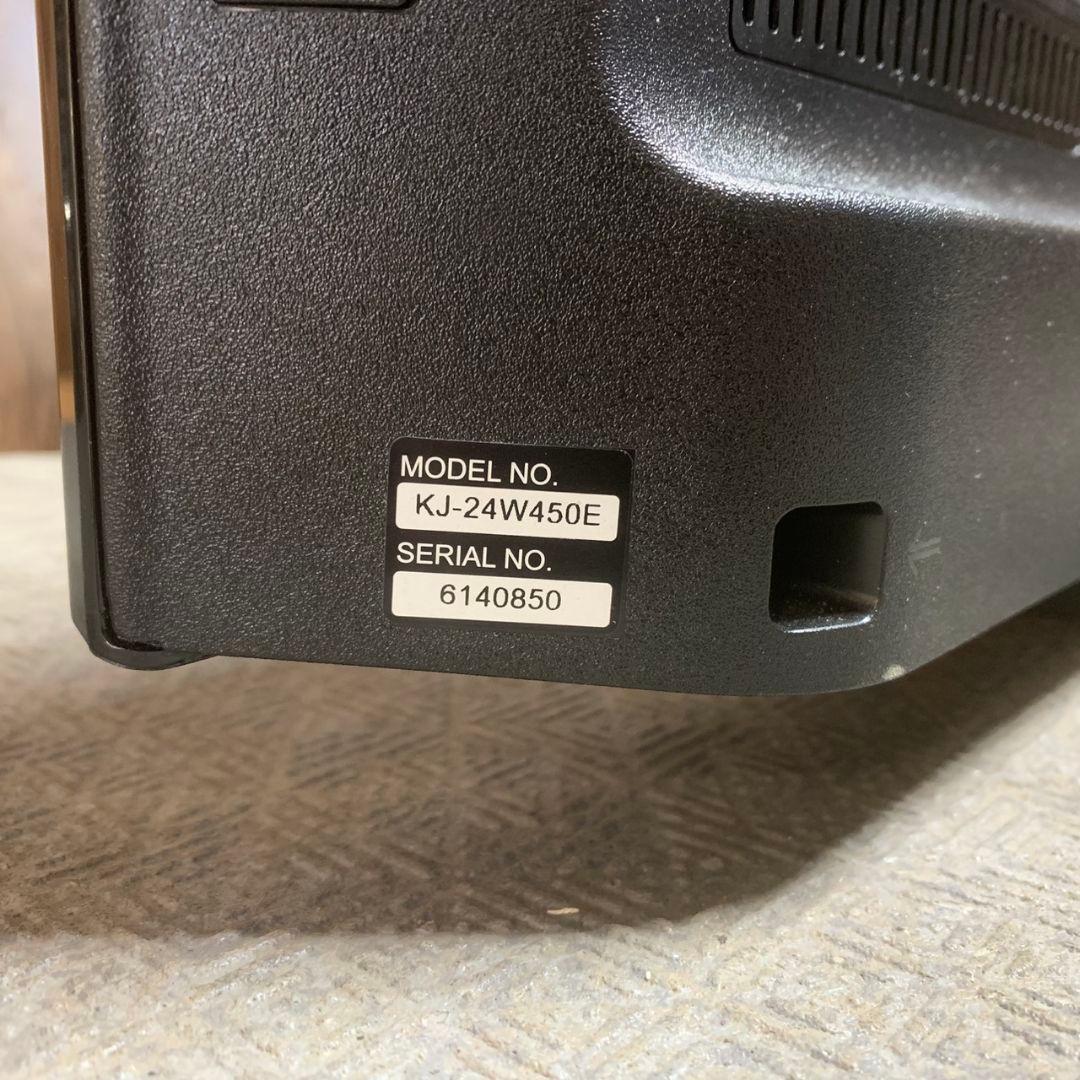 MODEL NO.
KJ-24W450E
SERIAL NO.
6140850